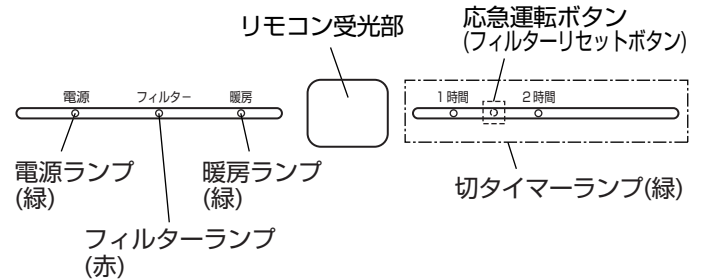 リモコン受光部
応急運転ボタン
(フィルターリセットボタン)
電源
フィルター
暖房
1時間
2時間
電源ランプ
(緑)
暖房ランプ
(緑)
切タイマーランプ(緑)
フィルターランプ
(赤)